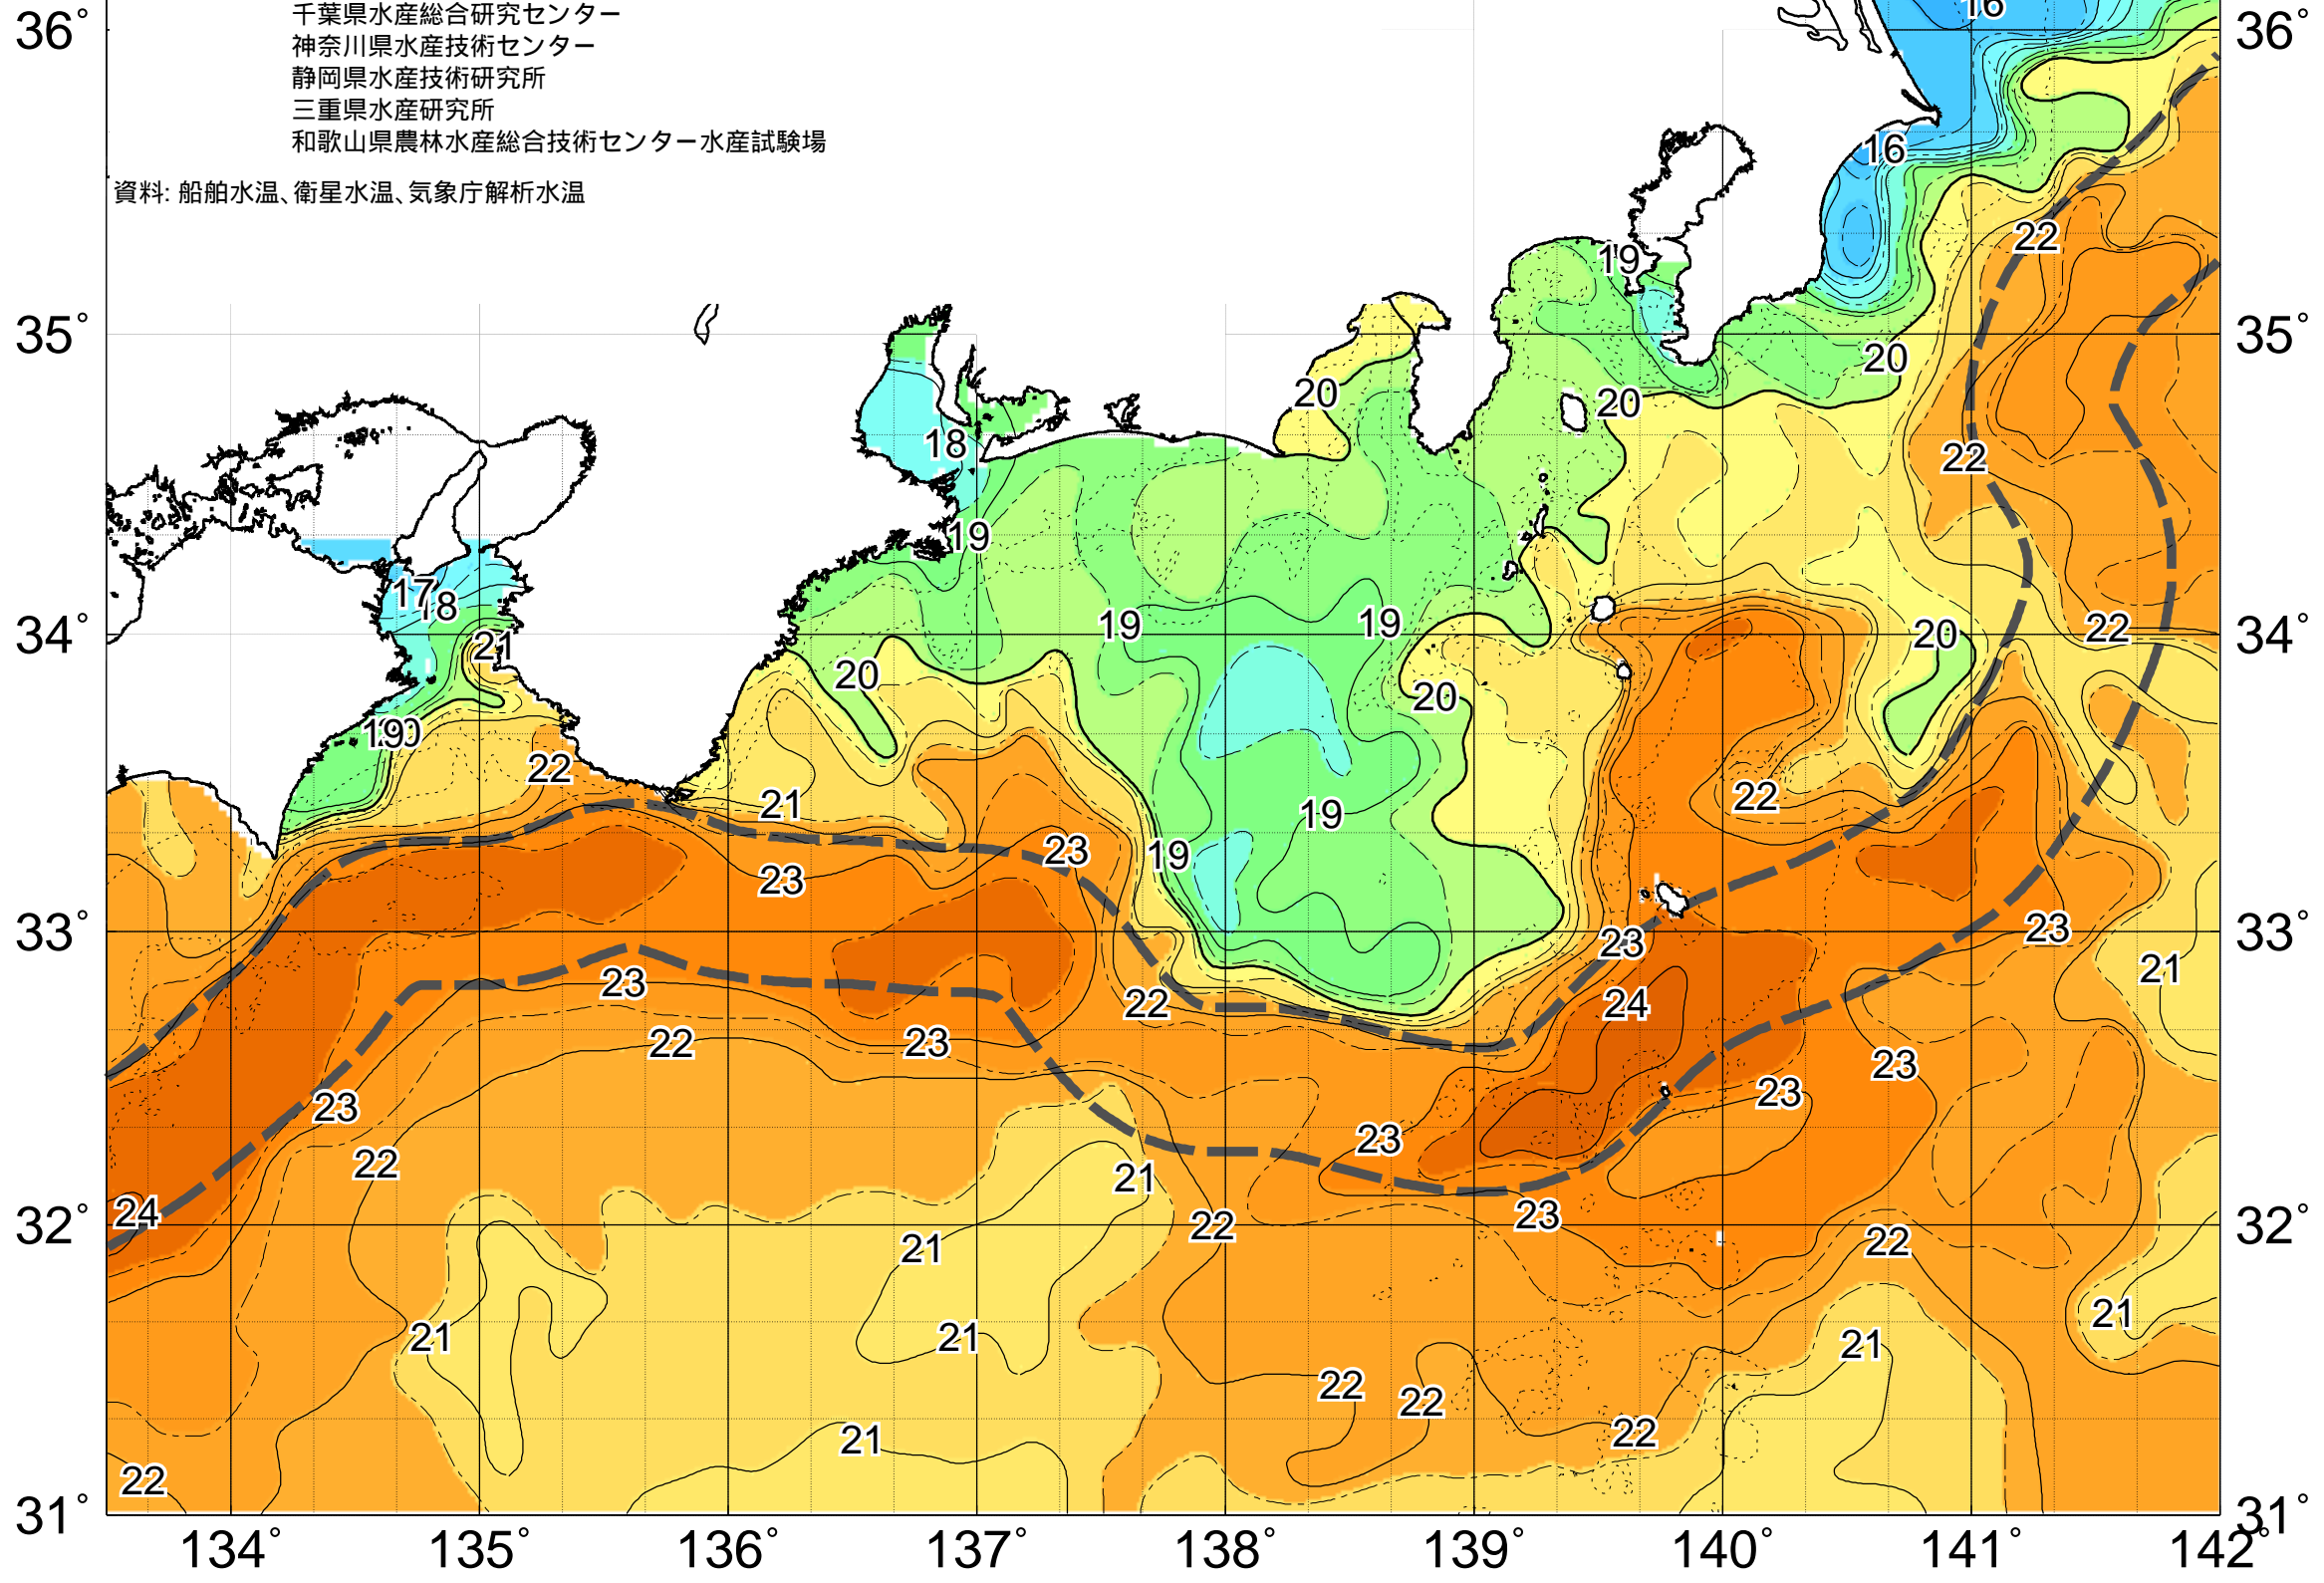 千葉県水産総合研究センター
神奈川県水産技術センター
静岡県水産技術研究所
三重県水産研究所
和歌山県農林水産総合技術センター水産試験場
資料: 船舶水温、衛星水温、気象庁解析水温
36° 16 36°
16
22
19
35° 20 35°
20 20
18 22
19
17 18
34° 21 19 19 20 22 34°
20 20
19 20
22 21 19 22
23 19
23
33° 23 23 33°
21
23 22 24
22 23 23
23 23
23
22 21
24 22 23
32° 21 22 32°
21
21 21 21
22 22
21 22
22
31° 31°
134° 135° 136° 137° 138° 139° 140° 141° 142°